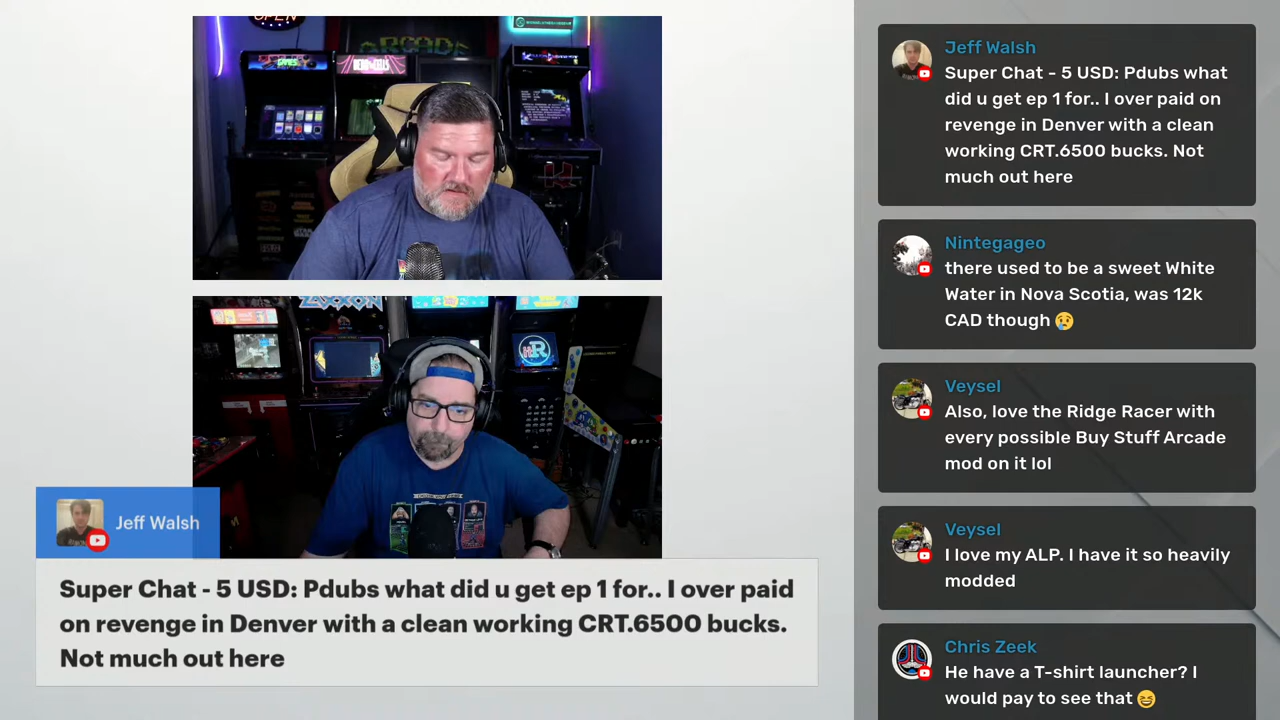 OPEN
ARCADE
ZAXXON
HR
STAR
WARS
Jeff Walsh
Super Chat - 5 USD: Pdubs what did u get ep 1 for.. I over paid
on revenge in Denver with a clean working CRT.6500 bucks.
Not much out here
Jeff Walsh
Super Chat - 5 USD: Pdubs what
did u get ep 1 for.. I over paid on
revenge in Denver with a clean
working CRT.6500 bucks. Not
much out here
Nintegageo
there used to be a sweet White
Water in Nova Scotia, was 12k
CAD though 😢
Veysel
Also, love the Ridge Racer with
every possible Buy Stuff Arcade
mod on it lol
Veysel
I love my ALP. I have it so heavily
modded
Chris Zeek
He have a T-shirt launcher? I
would pay to see that 😆